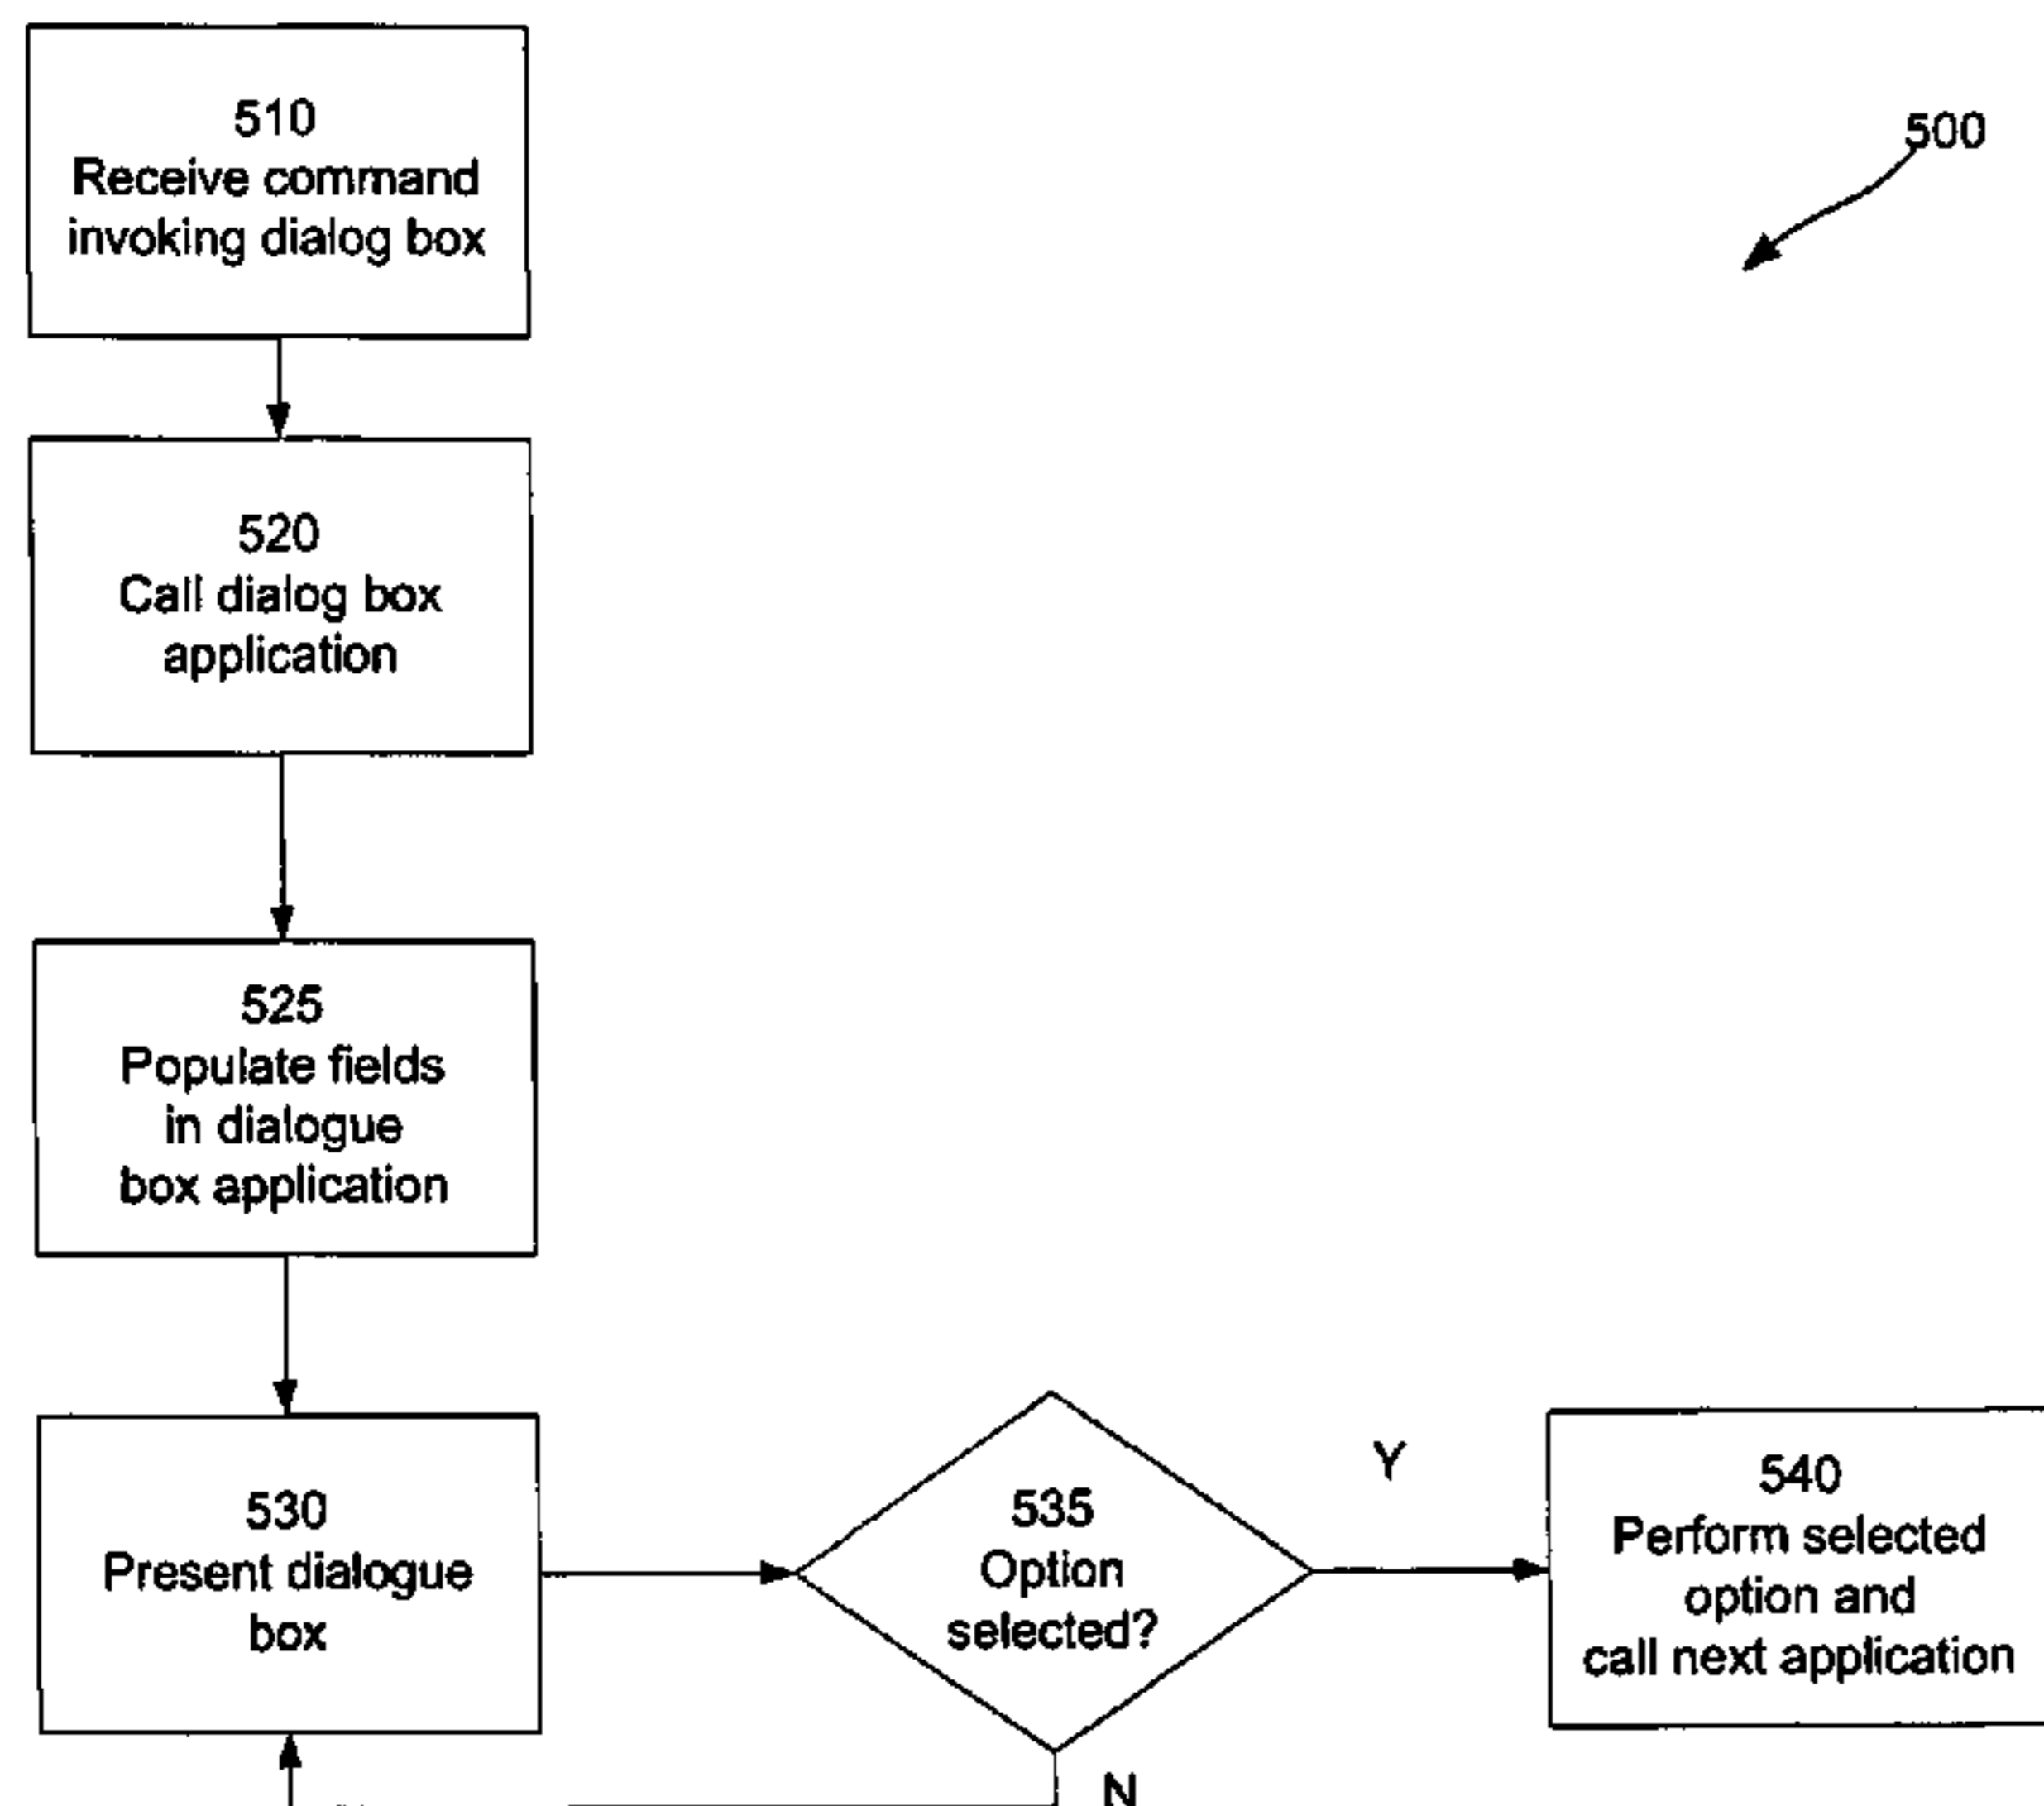 510
Receive command
invoking dialog box
500
520
Call dialog box
application
525
Populate fields
in dialogue
box application
530
Present dialogue
box
535
Option
selected?
Y
540
Perform selected
option and
call next application
N